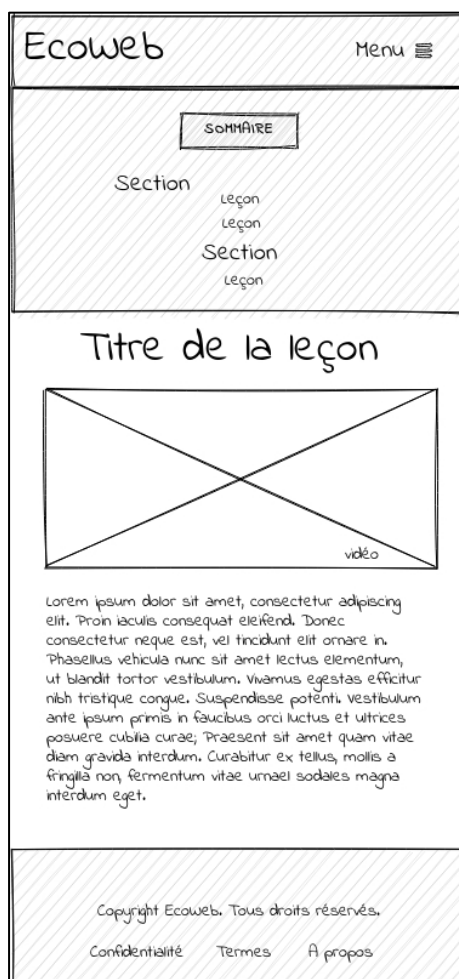 Ecoweb
Menu
SOMMAIRE
Section
Leçon
Leçon
Section
Leçon
Titre de la leçon
vidéo
Lorem ipsum dolor sit amet, consectetur adipiscing
elit. Proin iaculis consequat eleifend. Donec
consectetur neque est, vel tincidunt elit ornare in.
Phasellus vehicula nunc sit amet lectus elementum,
ut blandit tortor vestibulum. Vivamus egestas efficitur
nibh tristique congue. Suspendisse potenti. Vestibulum
ante ipsum primis in faucibus orci luctus et ultrices
posuere cubilia curae; Praesent sit amet quam vitae
diam gravida interdum. Curabitur ex tellus, mollis a
fringilla non, fermentum vitae urnael sodales magna
interdum eget.
Copyright Ecoweb. Tous droits réservés.
Confidentialité Termes A propos